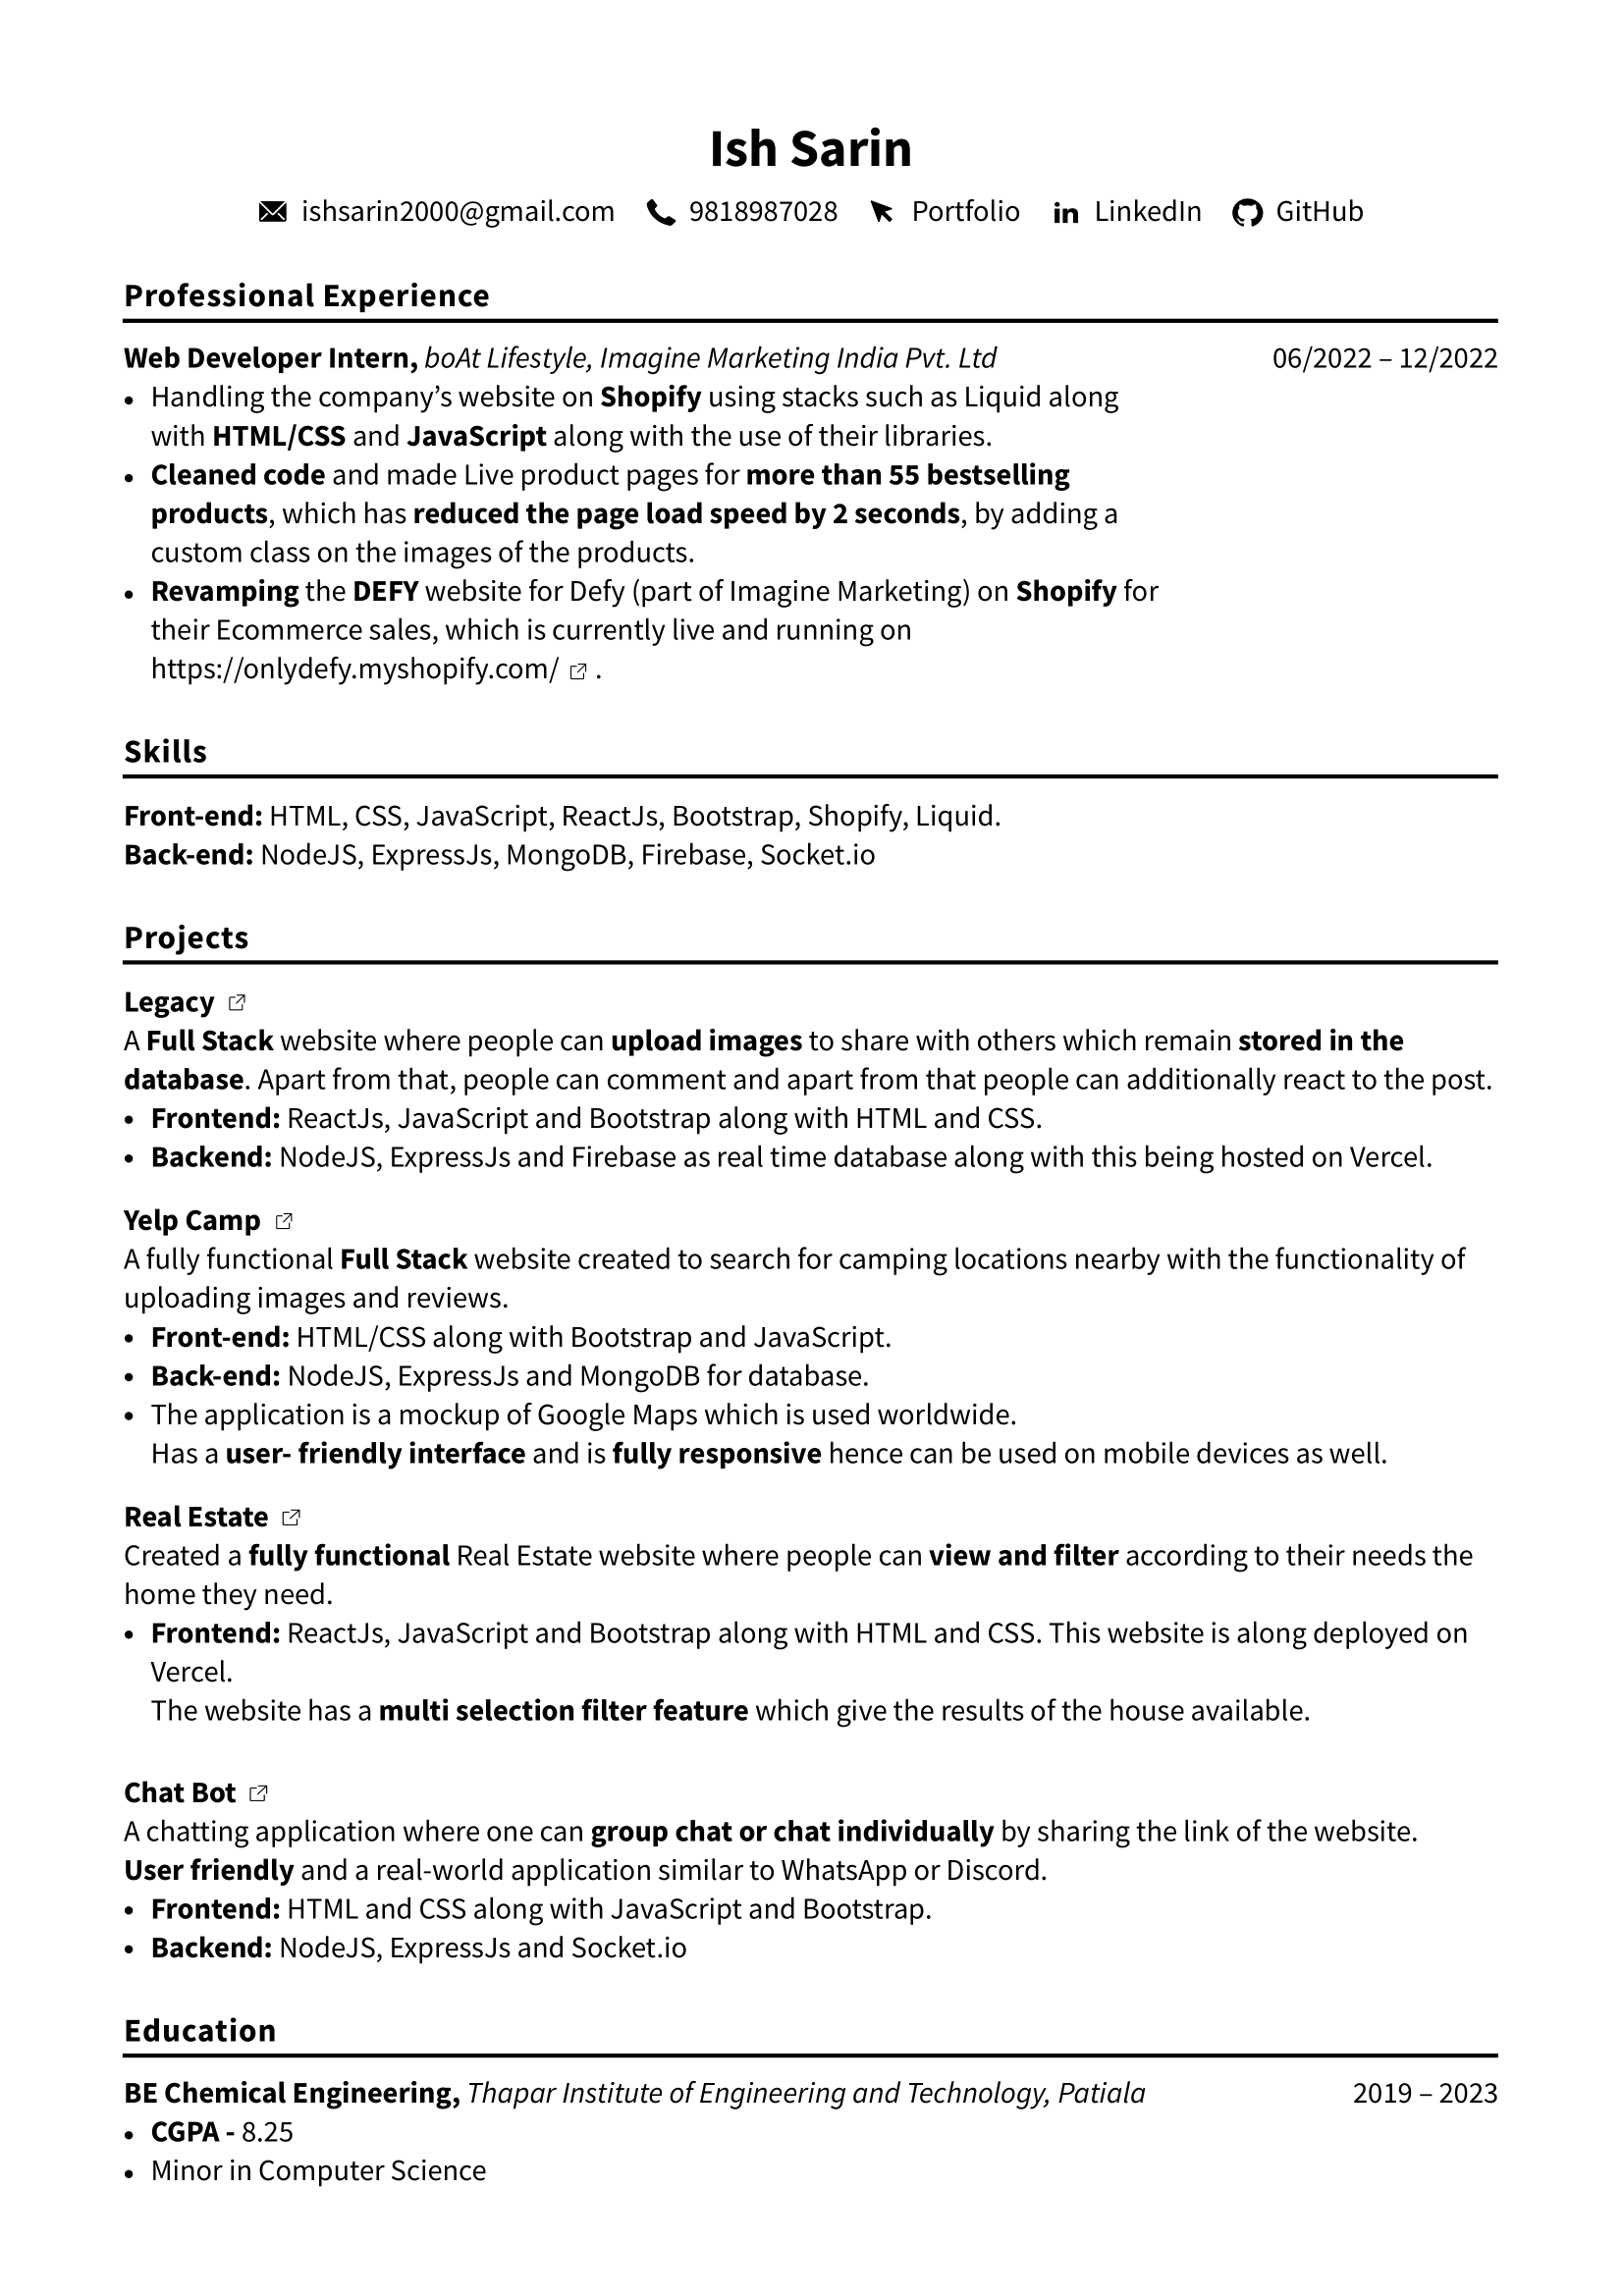 Ish Sarin
ishsarin2000@gmail.com 9818987028 Portfolio LinkedIn GitHub
Professional Experience
Web Developer Intern, boAt Lifestyle, Imagine Marketing India Pvt. Ltd 06/2022 – 12/2022
• Handling the company’s website on Shopify using stacks such as Liquid along
with HTML/CSS and JavaScript along with the use of their libraries.
• Cleaned code and made Live product pages for more than 55 bestselling
products, which has reduced the page load speed by 2 seconds, by adding a
custom class on the images of the products.
• Revamping the DEFY website for Defy (part of Imagine Marketing) on Shopify for
their Ecommerce sales, which is currently live and running on
https://onlydefy.myshopify.com/ .
Skills
Front-end: HTML, CSS, JavaScript, ReactJs, Bootstrap, Shopify, Liquid.
Back-end: NodeJS, ExpressJs, MongoDB, Firebase, Socket.io
Projects
Legacy
A Full Stack website where people can upload images to share with others which remain stored in the
database. Apart from that, people can comment and apart from that people can additionally react to the post.
• Frontend: ReactJs, JavaScript and Bootstrap along with HTML and CSS.
• Backend: NodeJS, ExpressJs and Firebase as real time database along with this being hosted on Vercel.
Yelp Camp
A fully functional Full Stack website created to search for camping locations nearby with the functionality of
uploading images and reviews.
• Front-end: HTML/CSS along with Bootstrap and JavaScript.
• Back-end: NodeJS, ExpressJs and MongoDB for database.
• The application is a mockup of Google Maps which is used worldwide.
Has a user- friendly interface and is fully responsive hence can be used on mobile devices as well.
Real Estate
Created a fully functional Real Estate website where people can view and filter according to their needs the
home they need.
• Frontend: ReactJs, JavaScript and Bootstrap along with HTML and CSS. This website is along deployed on
Vercel.
The website has a multi selection filter feature which give the results of the house available.
Chat Bot
A chatting application where one can group chat or chat individually by sharing the link of the website.
User friendly and a real-world application similar to WhatsApp or Discord.
• Frontend: HTML and CSS along with JavaScript and Bootstrap.
• Backend: NodeJS, ExpressJs and Socket.io
Education
BE Chemical Engineering, Thapar Institute of Engineering and Technology, Patiala 2019 – 2023
• CGPA - 8.25
• Minor in Computer Science